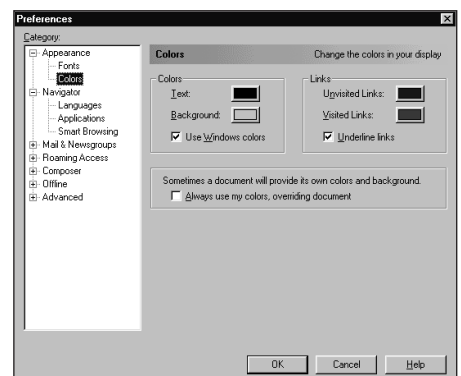 Preferences
Category:
Appearance
Fonts
Colors
Navigator
Languages
Applications
Smart Browsing
Mail & Newsgroups
Roaming Access
Composer
Offline
Advanced
Colors Change the colors in your display
Colors
Text:
Background:
Use Windows colors
Links
Unvisited Links:
Visited Links:
Underline links
Sometimes a document will provide its own colors and background.
Always use my colors, overriding document
OK Cancel Help